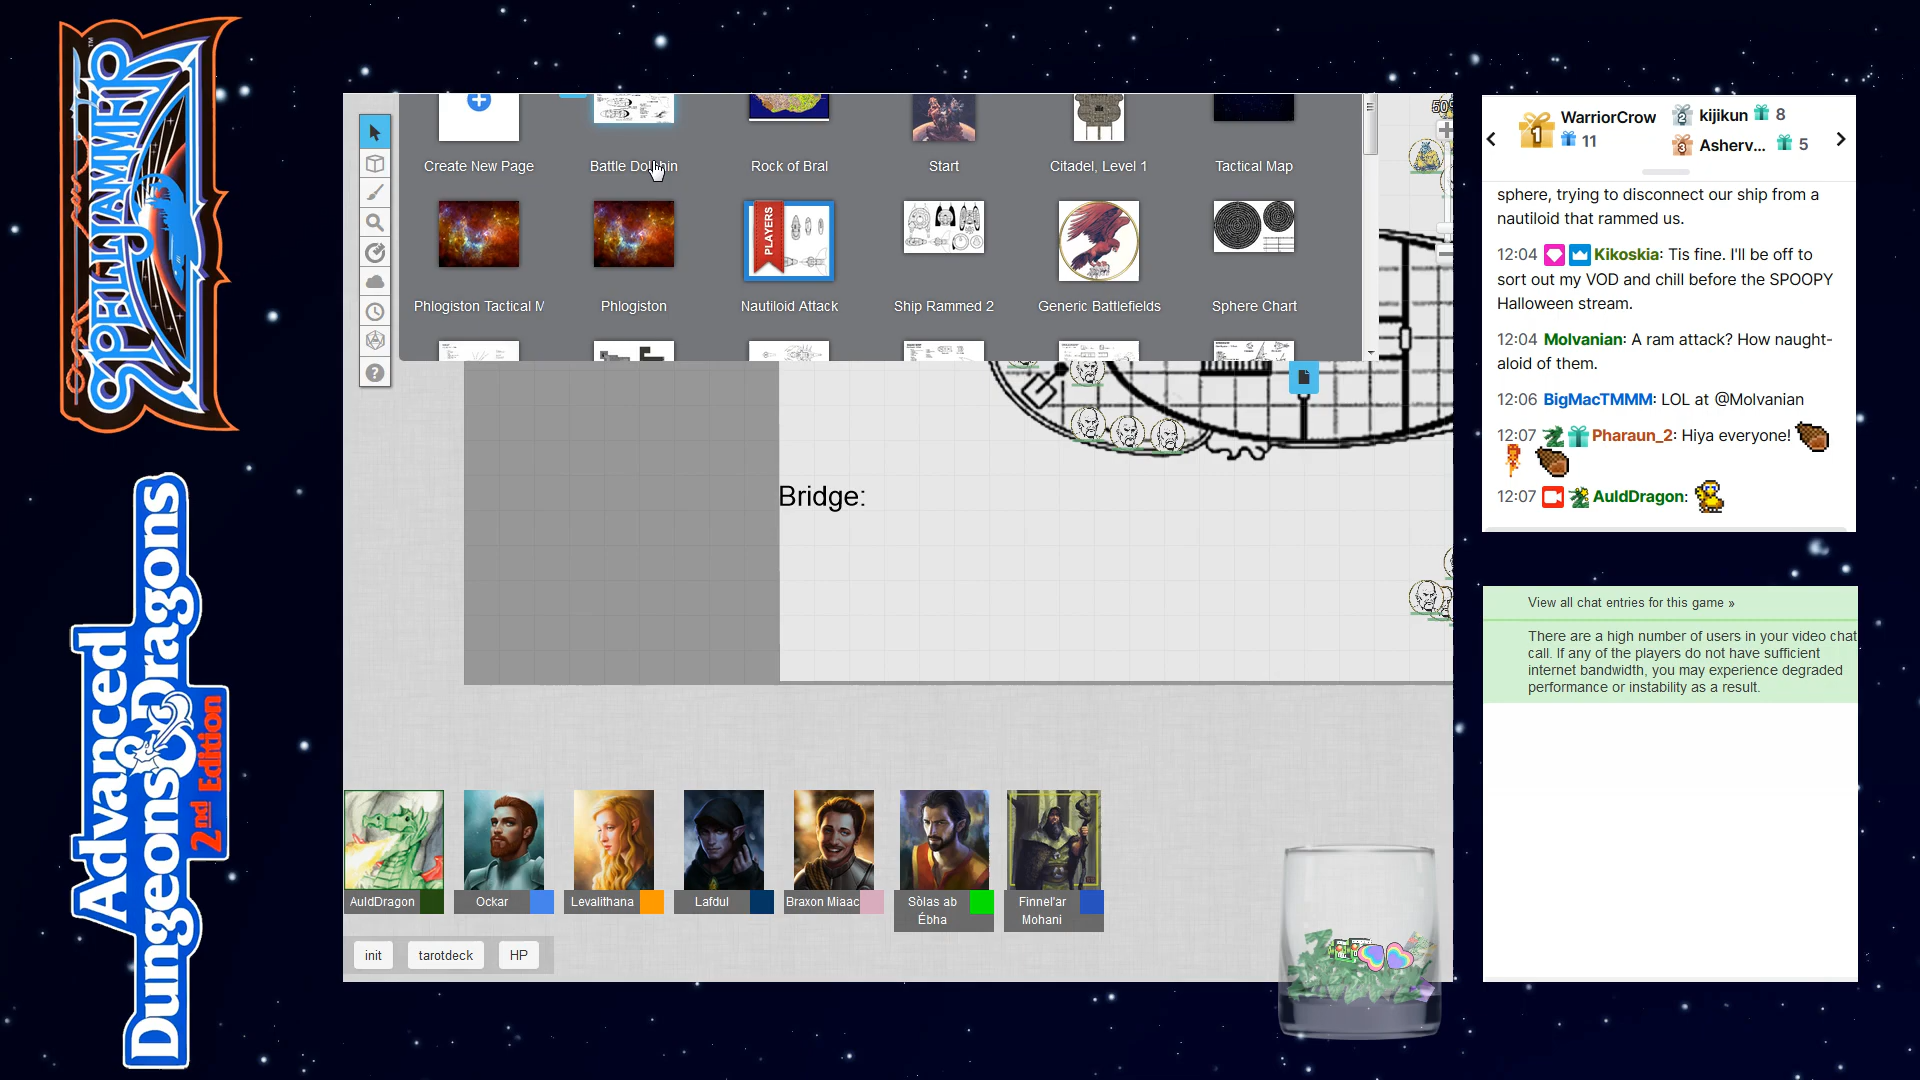 SPELLJAMMER
TM
Advanced
Dungeons & Dragons
2nd Edition
Create New Page
Battle Dolphin
Rock of Bral
Start
Citadel, Level 1
Tactical Map
PLAYERS
Phlogiston Tactical M
Phlogiston
Nautiloid Attack
Ship Rammed 2
Generic Battlefields
Sphere Chart
Bridge:
AuldDragon
Ockar
Levalithana
Lafdul
Braxon Miaac
Sòlas ab
Ébha
Finnel'ar
Mohani
init
tarotdeck
HP
1
WarriorCrow
11
2
kijikun
8
3
Asherv...
5
sphere, trying to disconnect our ship from a
nautiloid that rammed us.
12:04 Kikoskia: Tis fine. I'll be off to
sort out my VOD and chill before the SPOOPY
Halloween stream.
12:04 Molvanian: A ram attack? How naught-
aloid of them.
12:06 BigMacTMMM: LOL at @Molvanian
12:07 Pharaun_2: Hiya everyone!
12:07 AuldDragon:
View all chat entries for this game »
There are a high number of users in your video chat
call. If any of the players do not have sufficient
internet bandwidth, you may experience degraded
performance or instability as a result.